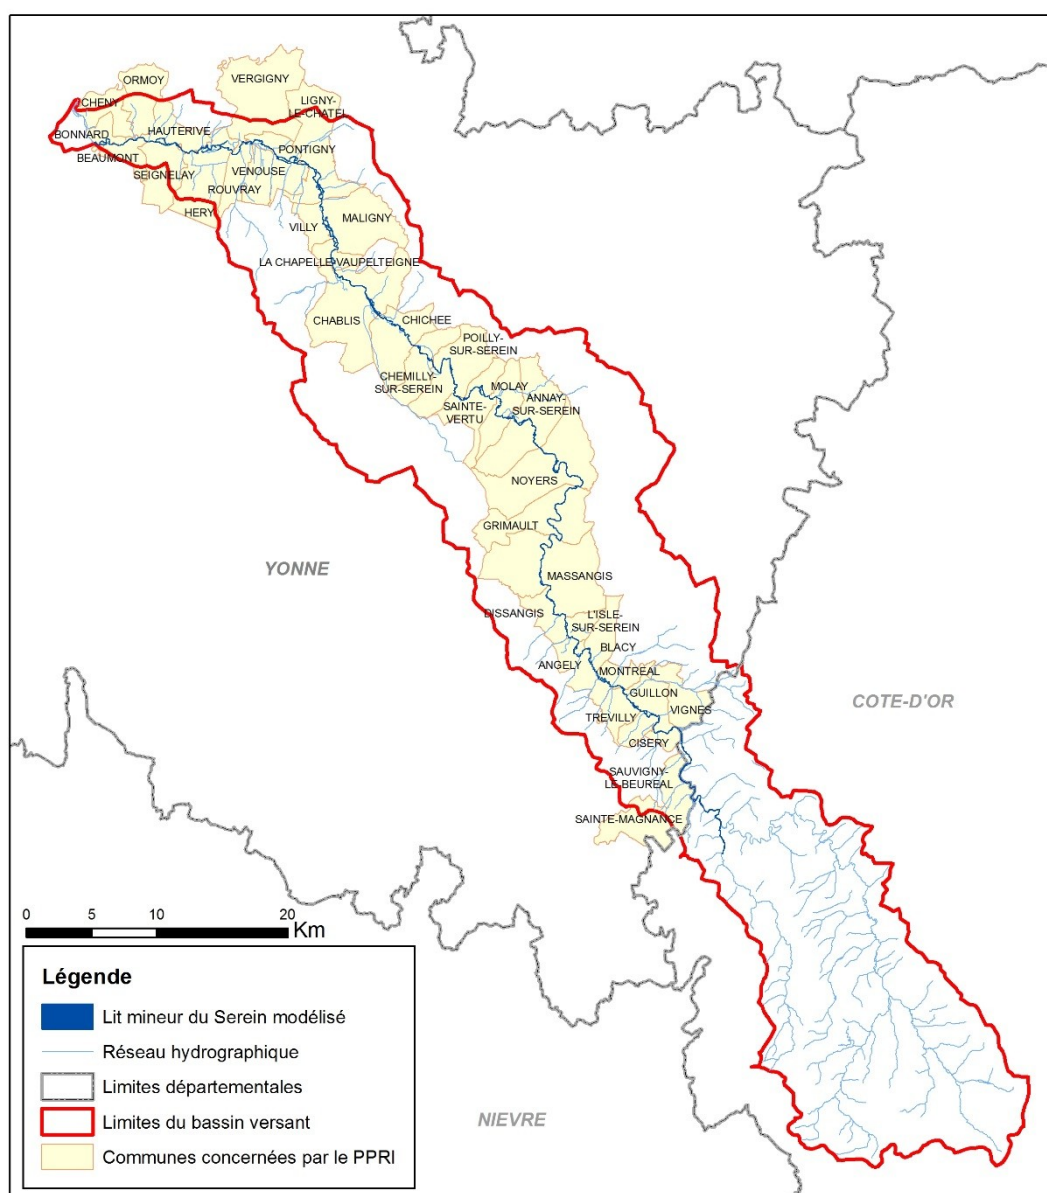 ORMOY
VERGIGNY
CHENY
LIGNY-
LE-CHATEL
BONNARD
HAUTERIVE
BEAUMONT
PONTIGNY
SEIGNELAY
VENOUSE
ROUVRAY
HERY
MALIGNY
VILLY
LA CHAPELLE-VAUPELTEIGNE
CHABLIS
CHICHEE
POILLY-
SUR-SEREIN
CHEMILLY-
SUR-SEREIN
MOLAY
ANNAY-
SUR-SEREIN
SAINTE-
VERTU
NOYERS
GRIMAULT
YONNE
MASSANGIS
DISSANGIS
L'ISLE-
SUR-SEREIN
BLACY
ANGELY
MONTREAL
GUILLON
VIGNES
COTE-D'OR
TREVILLY
CISERY
SAUVIGNY-
LE-BEUREAL
SAINTE-MAGNANCE
0 5 10 20
Km
Légende
Lit mineur du Serein modélisé
Réseau hydrographique
Limites départementales
Limites du bassin versant
Communes concernées par le PPRI
NIEVRE